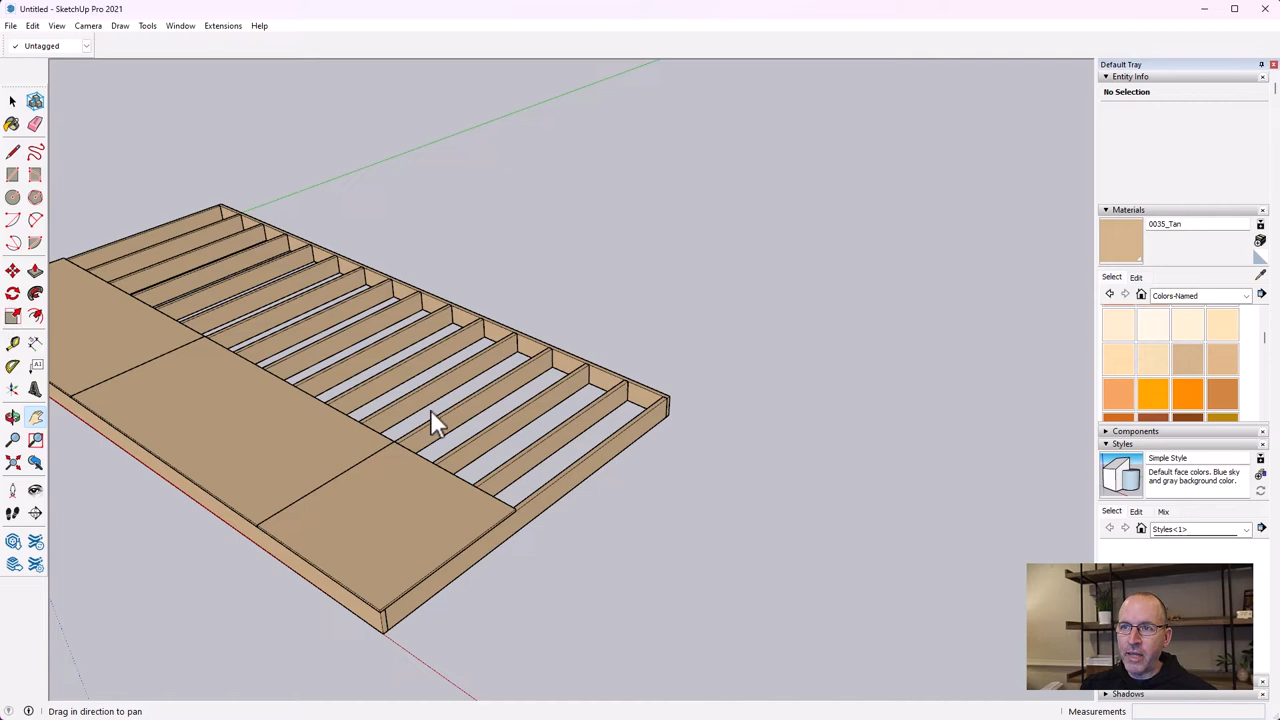 Untitled - SketchUp Pro 2021
File Edit View Camera Draw Tools Window Extensions Help
✓ Untagged
Default Tray
Entity Info
No Selection
Materials
0035_Tan
Select Edit
Colors-Named
Components
Styles
Simple Style
Default face colors. Blue sky
and gray background color.
Select Edit Mix
Styles<1>
Shadows
Drag in direction to pan
Measurements